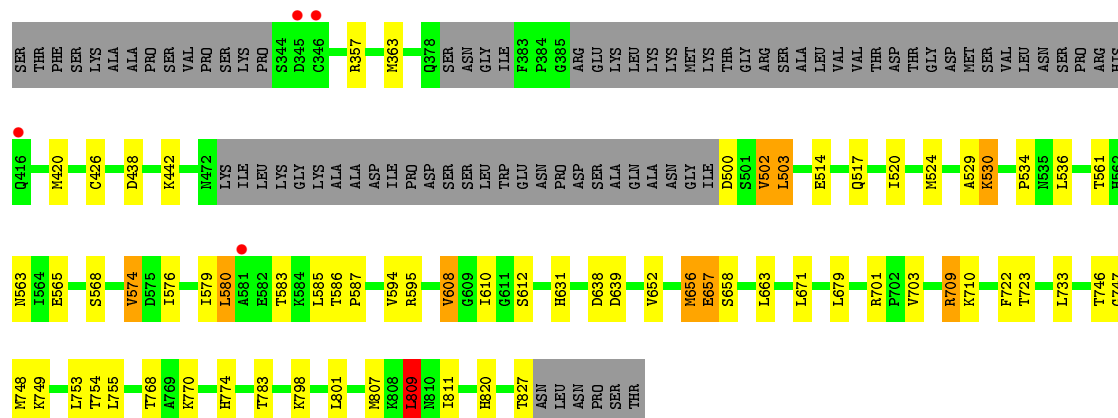 SER THR PHE SER LYS ALA ALA PRO SER VAL PRO SER LYS PRO S344 D345 C346 R357 M363 Q378 SER ASN GLY ILE F383 P384 G385 ARG GLU LYS LEU LYS LYS MET LYS THR GLY ARG SER ALA LEU VAL VAL THR ASP THR GLY ASP MET SER VAL LEU ASN SER PRO ARG HIS
Q416 M420 C426 D438 K442 N472 LYS ILE LEU LYS GLY LYS ALA ALA ASP ILE PRO ASP SER SER LEU TRP GLU ASN PRO ASP SER ALA GLN ALA ASN GLY ILE D500 S501 V502 L503 E514 Q517 I520 M524 A529 K530 P534 N535 L536 T561 H562
N563 I564 E565 S568 V574 D575 I576 I579 L580 A581 E582 T583 K584 L585 T586 P587 V594 R595 V608 G609 I610 G611 S612 H631 D638 D639 V652 M656 E657 S658 L663 L671 L679 R701 P702 V703 R709 K710 F722 T723 L733 T746 A747
M748 K749 L753 T754 L755 T768 A769 K770 H774 T783 K798 L801 M807 K808 L809 N810 I811 H820 T827 ASN LEU ASN PRO SER THR